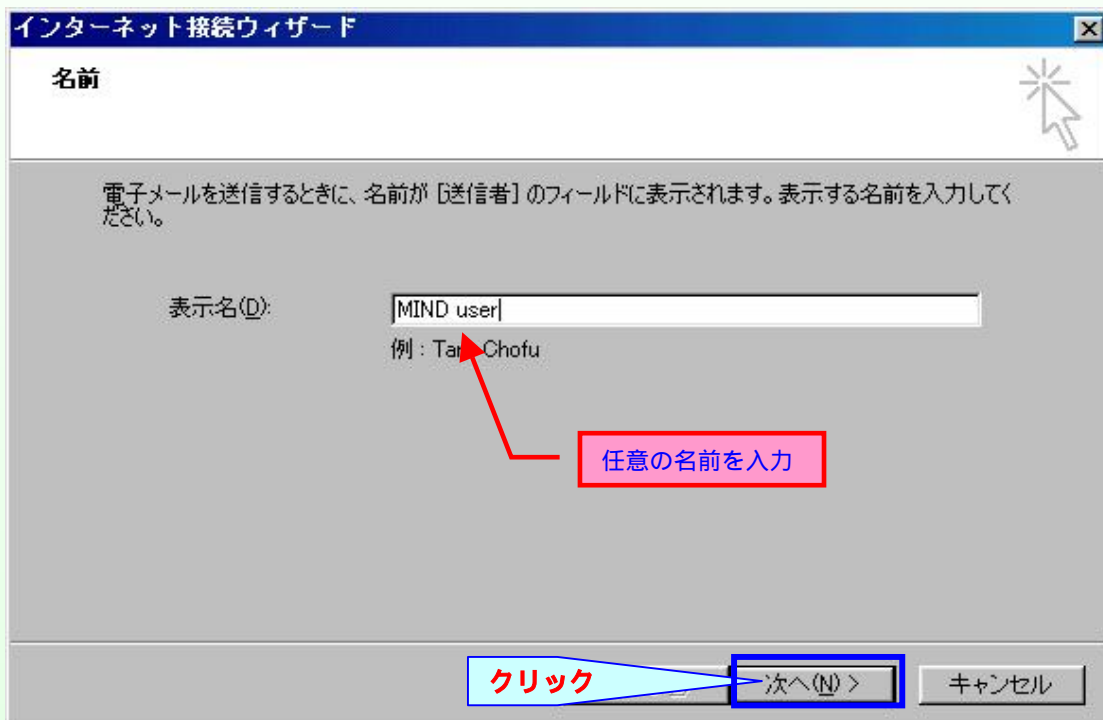 インターネット接続ウィザード
名前
電子メールを送信するときに、名前が [送信者] のフィールドに表示されます。表示する名前を入力してく
ださい。
表示名(D):
MIND user
例 : Tar Chofu
任意の名前を入力
クリック
次へ(N) >
キャンセル